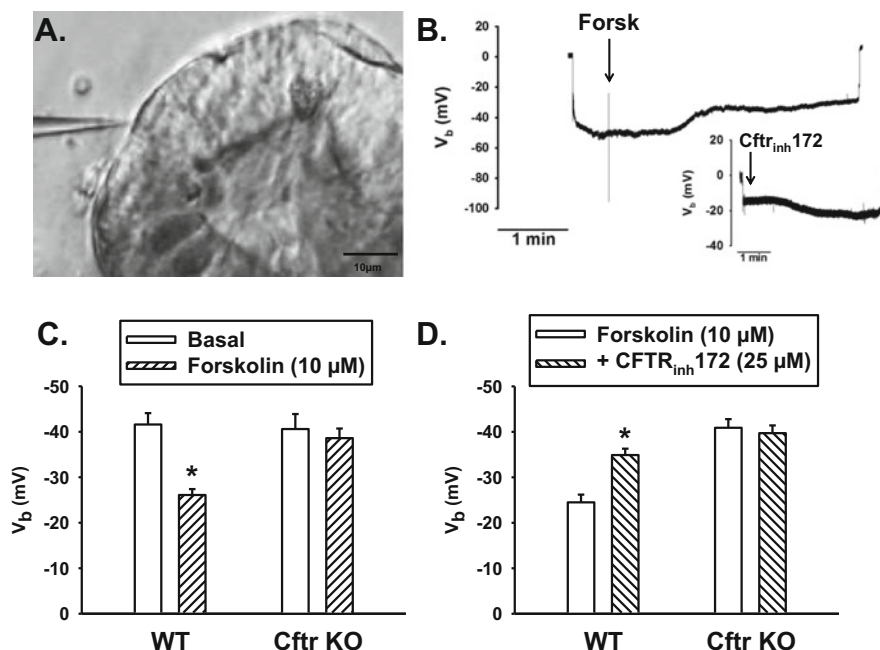 A.
10µm
B.
Forsk
20
0
-20
-40
-60
-80
-100
V_b (mV)
1 min
Cftr_inh172
0
-20
-40
V_b (mV)
1 min
C.
Basal
Forskolin (10 µM)
-50
-40
-30
-20
-10
0
V_b (mV)
*
WT
Cftr KO
D.
Forskolin (10 µM)
+ CFTR_inh172 (25 µM)
-50
-40
-30
-20
-10
0
V_b (mV)
*
WT
Cftr KO